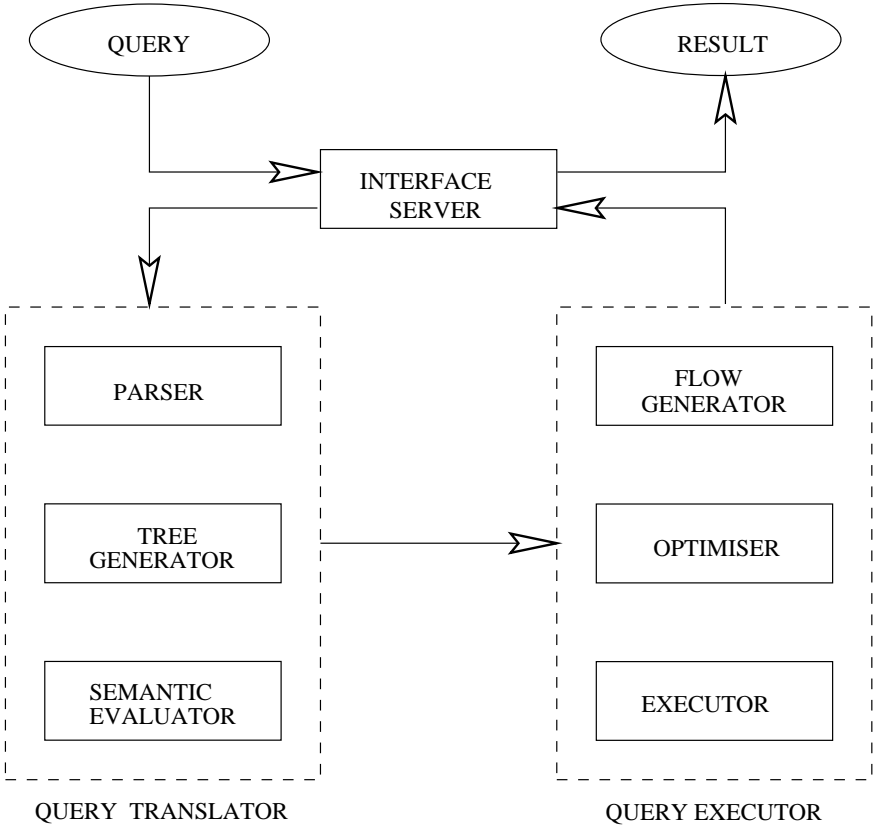 QUERY
RESULT
INTERFACE
SERVER
PARSER
TREE
GENERATOR
SEMANTIC
EVALUATOR
QUERY TRANSLATOR
FLOW
GENERATOR
OPTIMISER
EXECUTOR
QUERY EXECUTOR